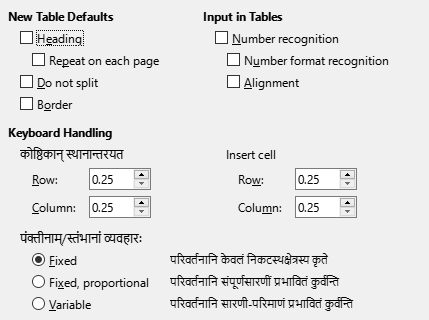 New Table Defaults
Heading
Repeat on each page
Do not split
Border
Input in Tables
Number recognition
Number format recognition
Alignment
Keyboard Handling
कोष्ठिकान् स्थानान्तरयत
Row: 0.25
Column: 0.25
Insert cell
Row: 0.25
Column: 0.25
पंक्तीनाम्/स्तंभानां व्यवहारः
Fixed परिवर्तनानि केवलं निकटस्थक्षेत्रस्य कृते
Fixed, proportional परिवर्तनानि संपूर्णसारणीं प्रभावितं कुर्वन्ति
Variable परिवर्तनानि सारणी-परिमाणं प्रभावितं कुर्वन्ति